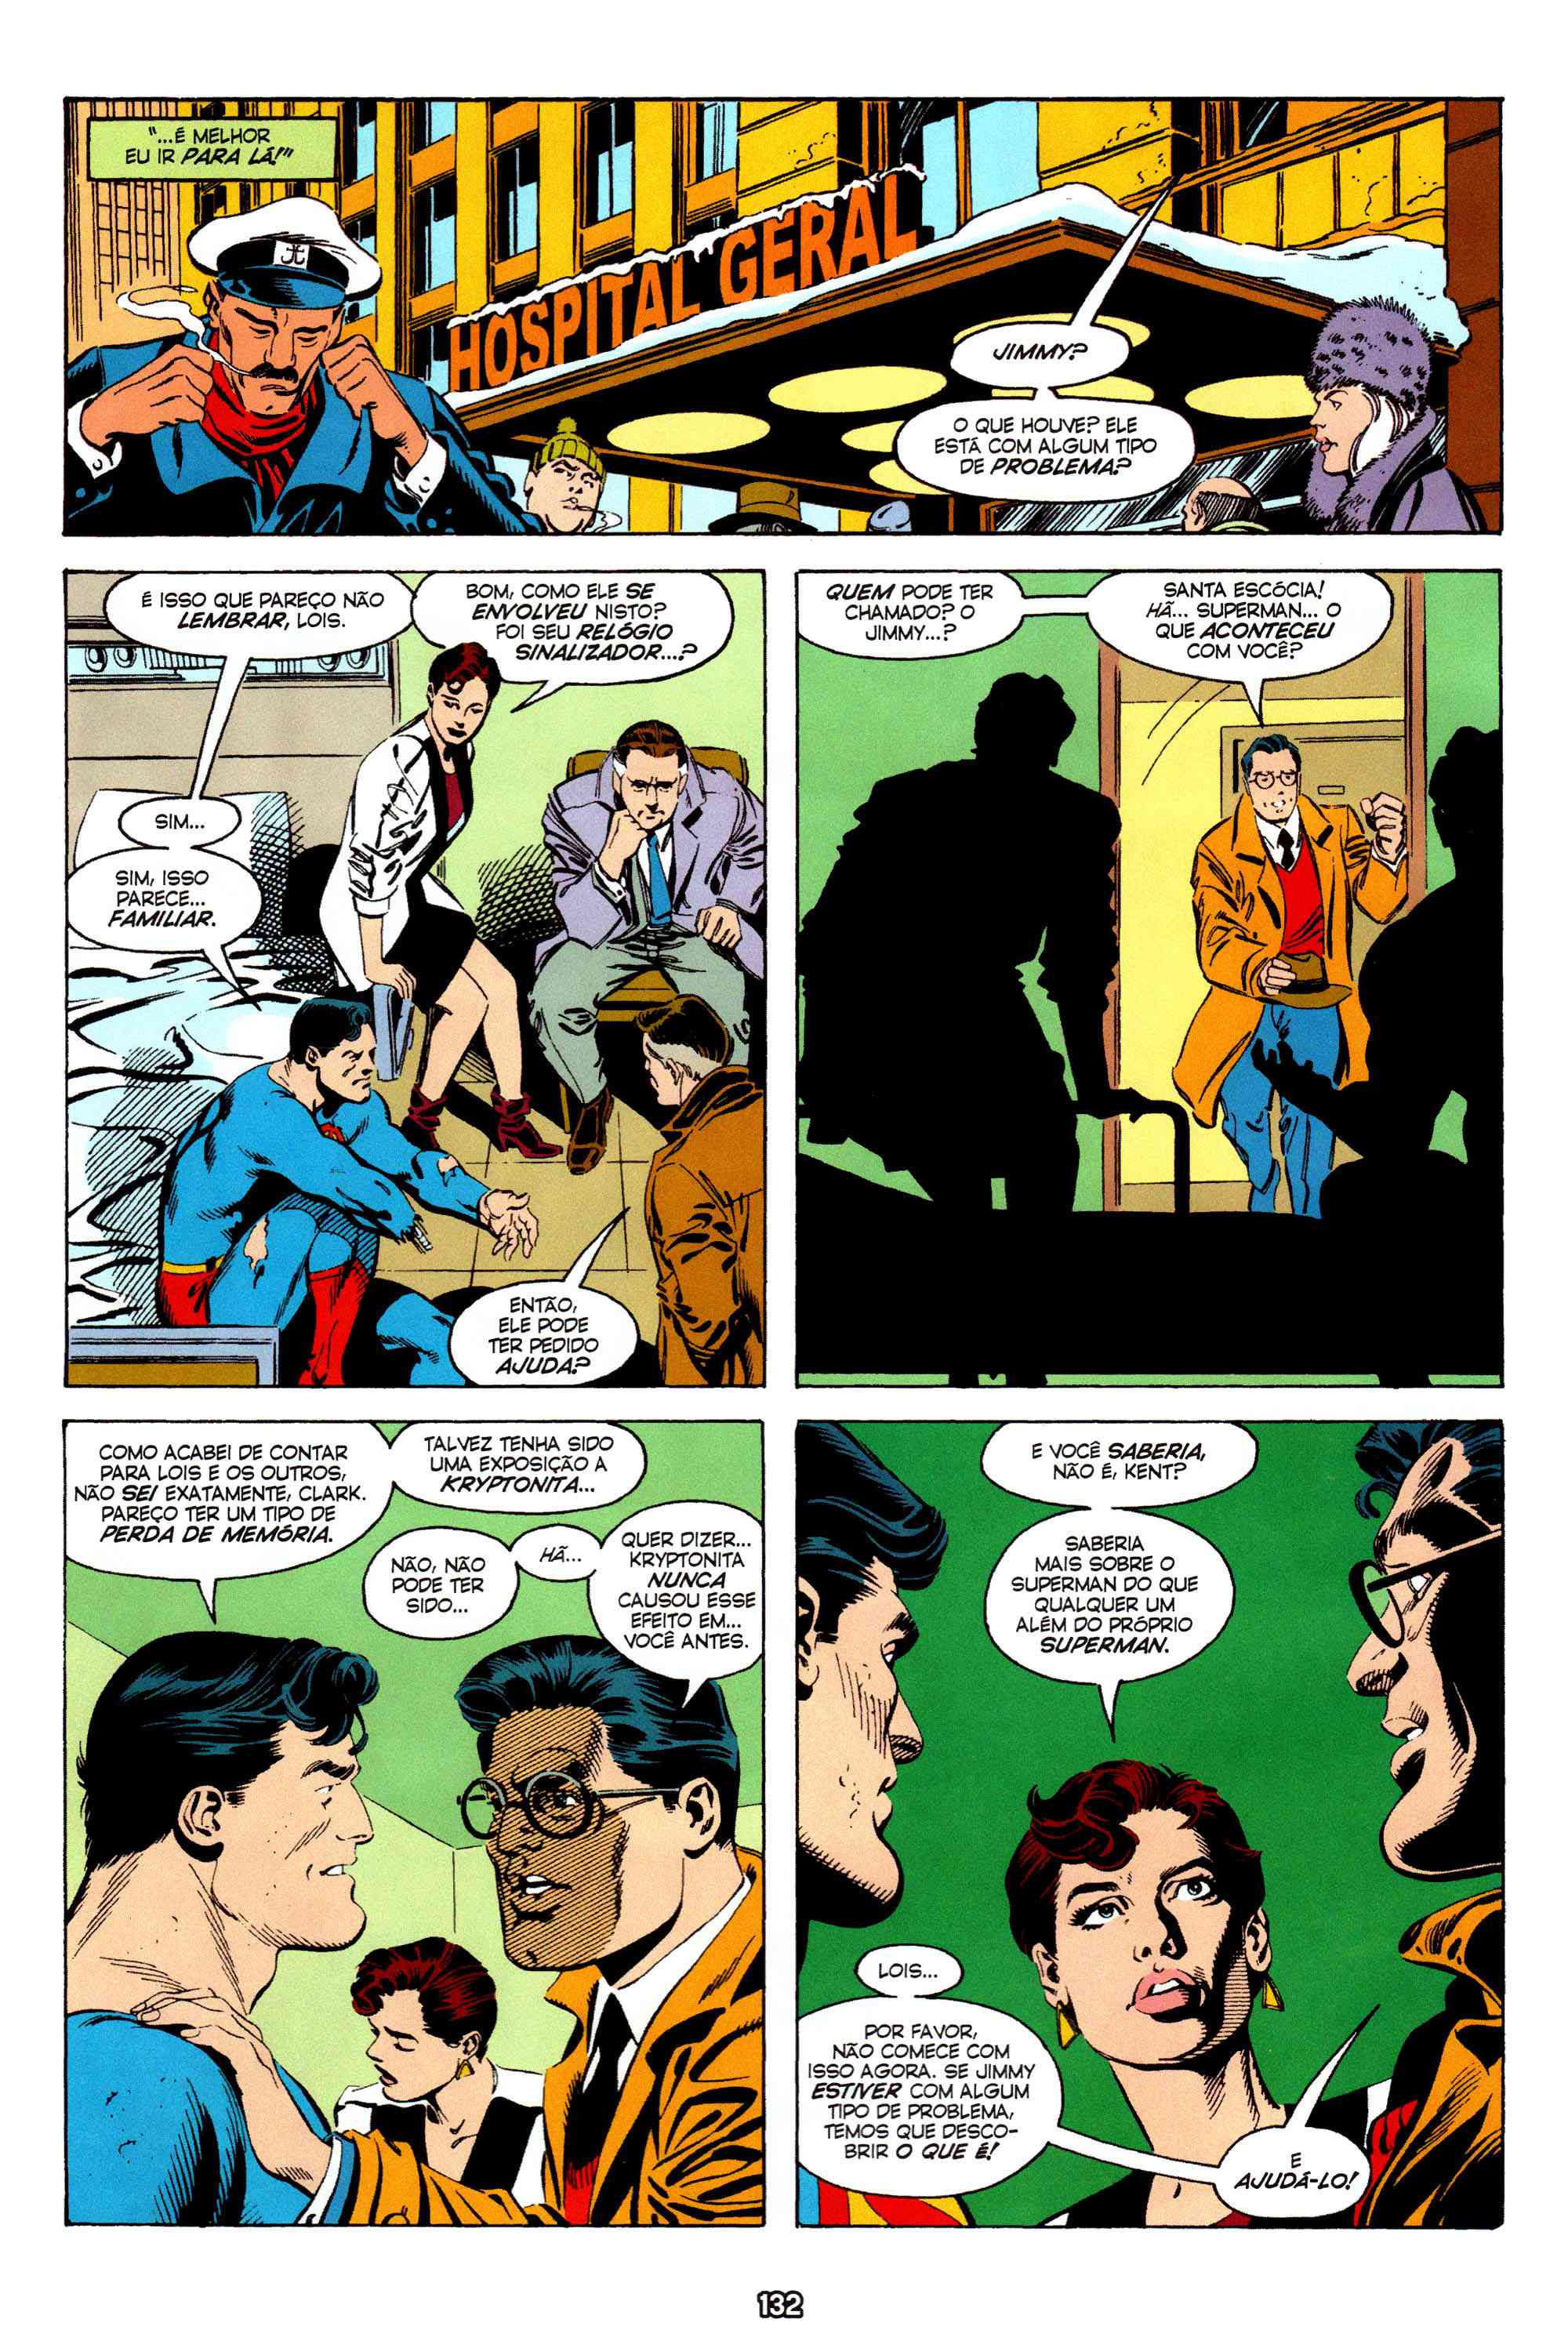 "...É MELHOR
EU IR PARA LÁ!"
HOSPITAL GERAL
JIMMY?
O QUE HOUVE? ELE
ESTÁ COM ALGUM TIPO
DE PROBLEMA?
É ISSO QUE PAREÇO NÃO
LEMBRAR, LOIS.
BOM, COMO ELE SE
ENVOLVEU NISTO?
FOI SEU RELÓGIO
SINALIZADOR...?
SIM...
SIM, ISSO
PARECE...
FAMILIAR.
ENTÃO,
ELE PODE
TER PEDIDO
AJUDA?
QUEM PODE TER
CHAMADO? O
JIMMY...?
SANTA ESCÓCIA!
HÃ... SUPERMAN... O
QUE ACONTECEU
COM VOCÊ?
COMO ACABEI DE CONTAR
PARA LOIS E OS OUTROS,
NÃO SEI EXATAMENTE, CLARK.
PAREÇO TER UM TIPO DE
PERDA DE MEMÓRIA.
TALVEZ TENHA SIDO
UMA EXPOSIÇÃO A
KRYPTONITA...
NÃO, NÃO
PODE TER
SIDO...
HÃ...
QUER DIZER...
KRYPTONITA
NUNCA
CAUSOU ESSE
EFEITO EM...
VOCÊ ANTES.
E VOCÊ SABERIA,
NÃO É, KENT?
SABERIA
MAIS SOBRE O
SUPERMAN DO QUE
QUALQUER UM
ALÉM DO PRÓPRIO
SUPERMAN.
LOIS...
POR FAVOR,
NÃO COMECE COM
ISSO AGORA. SE JIMMY
ESTIVER COM ALGUM
TIPO DE PROBLEMA,
TEMOS QUE DESCO-
BRIR O QUE É!
E
AJUDÁ-LO!
132